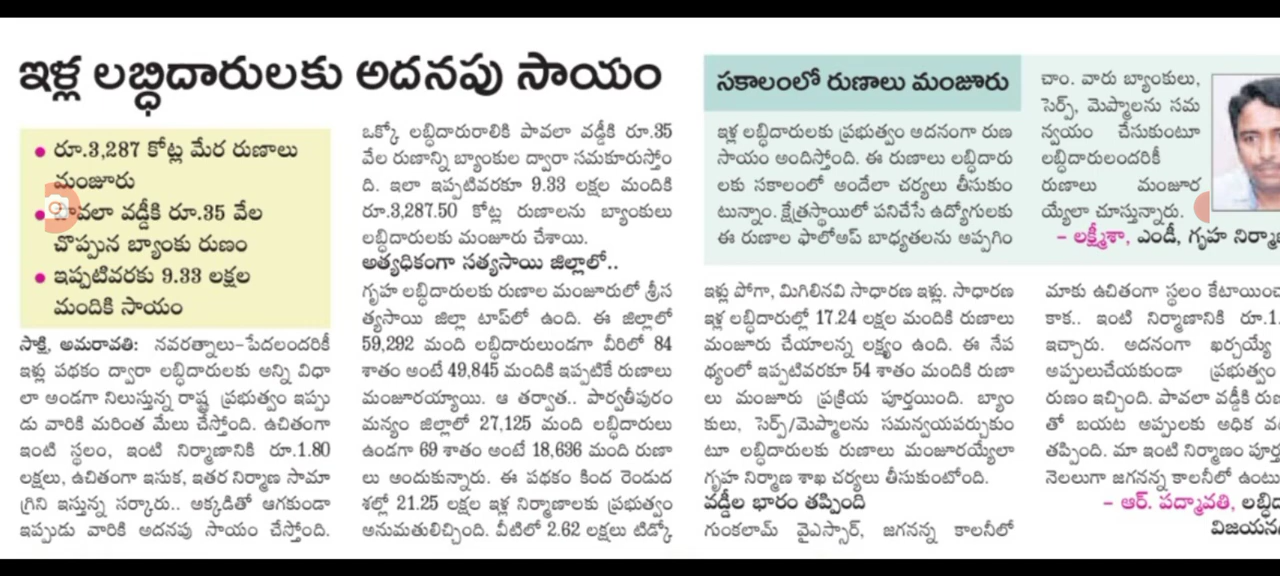 ఇళ్ల లబ్ధిదారులకు అదనపు సాయం
• రూ.3,287 కోట్ల మేర రుణాలు
మంజూరు
• పావలా వడ్డీకి రూ.35 వేల
చొప్పున బ్యాంకు రుణం
• ఇప్పటివరకు 9.33 లక్షల
మందికి సాయం
సాక్షి, అమరావతి: నవరత్నాలు–పేదలందరికీ
ఇళ్లు పథకం ద్వారా లబ్ధిదారులకు అన్ని విధా
లా అండగా నిలుస్తున్న రాష్ట్ర ప్రభుత్వం ఇప్పు
డు వారికి మరింత మేలు చేస్తోంది. ఉచితంగా
ఇంటి స్థలం, ఇంటి నిర్మాణానికి రూ.1.80
లక్షలు, ఉచితంగా ఇసుక, ఇతర నిర్మాణ సామా
గ్రిని ఇస్తున్న సర్కారు.. అక్కడితో ఆగకుండా
ఇప్పుడు వారికి అదనపు సాయం చేస్తోంది.
ఒక్కో లబ్ధిదారురాలికి పావలా వడ్డీకి రూ.35
వేల రుణాన్ని బ్యాంకుల ద్వారా సమకూరుస్తోం
ది. ఇలా ఇప్పటివరకూ 9.33 లక్షల మందికి
రూ.3,287.50 కోట్ల రుణాలను బ్యాంకులు
లబ్ధిదారులకు మంజూరు చేశాయి.
అత్యధికంగా సత్యసాయి జిల్లాలో..
గృహ లబ్ధిదారులకు రుణాల మంజూరులో శ్రీస
త్యసాయి జిల్లా టాప్‌లో ఉంది. ఈ జిల్లాలో
59,292 మంది లబ్ధిదారులుండగా వీరిలో 84
శాతం అంటే 49,845 మందికి ఇప్పటికే రుణాలు
మంజూరయ్యాయి. ఆ తర్వాత.. పార్వతీపురం
మన్యం జిల్లాలో 27,125 మంది లబ్ధిదారులు
ఉండగా 69 శాతం అంటే 18,636 మంది రుణా
లు అందుకున్నారు. ఈ పథకం కింద రెండుద
శల్లో 21.25 లక్షల ఇళ్ల నిర్మాణాలకు ప్రభుత్వం
అనుమతులిచ్చింది. వీటిలో 2.62 లక్షలు టిడ్కో
సకాలంలో రుణాలు మంజూరు
ఇళ్ల లబ్ధిదారులకు ప్రభుత్వం అదనంగా రుణ
సాయం అందిస్తోంది. ఈ రుణాలు లబ్ధిదారు
లకు సకాలంలో అందేలా చర్యలు తీసుకుం
టున్నాం. క్షేత్రస్థాయిలో పనిచేసే ఉద్యోగులకు
ఈ రుణాల ఫాలోఅప్ బాధ్యతలను అప్పగిం
చాం. వారు బ్యాంకులు,
సెర్ప్, మెప్మాలను సమ
న్వయం చేసుకుంటూ
లబ్ధిదారులందరికీ
రుణాలు మంజూర
య్యేలా చూస్తున్నారు.
– లక్ష్మీశా, ఎండీ, గృహ
ఇళ్లు పోగా, మిగిలినవి సాధారణ ఇళ్లు. సాధారణ
ఇళ్ల లబ్ధిదారుల్లో 17.24 లక్షల మందికి రుణాలు
మంజూరు చేయాలన్న లక్ష్యం ఉంది. ఈ నేప
థ్యంలో ఇప్పటివరకూ 54 శాతం మందికి రుణా
లు మంజూరు ప్రక్రియ పూర్తయింది. బ్యాం
కులు, సెర్ప్/మెప్మాలను సమన్వయపర్చుకుం
టూ లబ్ధిదారులకు రుణాలు మంజూరయ్యేలా
గృహ నిర్మాణ శాఖ చర్యలు తీసుకుంటోంది.
వడ్డీల భారం తప్పింది
గుంకలామ్ వైఎస్సార్, జగనన్న కాలనీలో
మాకు ఉచితంగా స్థలం
కాక.. ఇంటి నిర్మాణానికి
ఇచ్చారు. అదనంగా ఖర్చయ్యే
అప్పులుచేయకుండా ప్రభుత్వం
రుణం ఇచ్చింది. పావలా వడ్డీకి
తో బయట అప్పులకు అధిక
తప్పింది. మా ఇంటి నిర్మాణం
నెలలుగా జగనన్న కాలనీలో
– ఆర్. పద్మావతి,